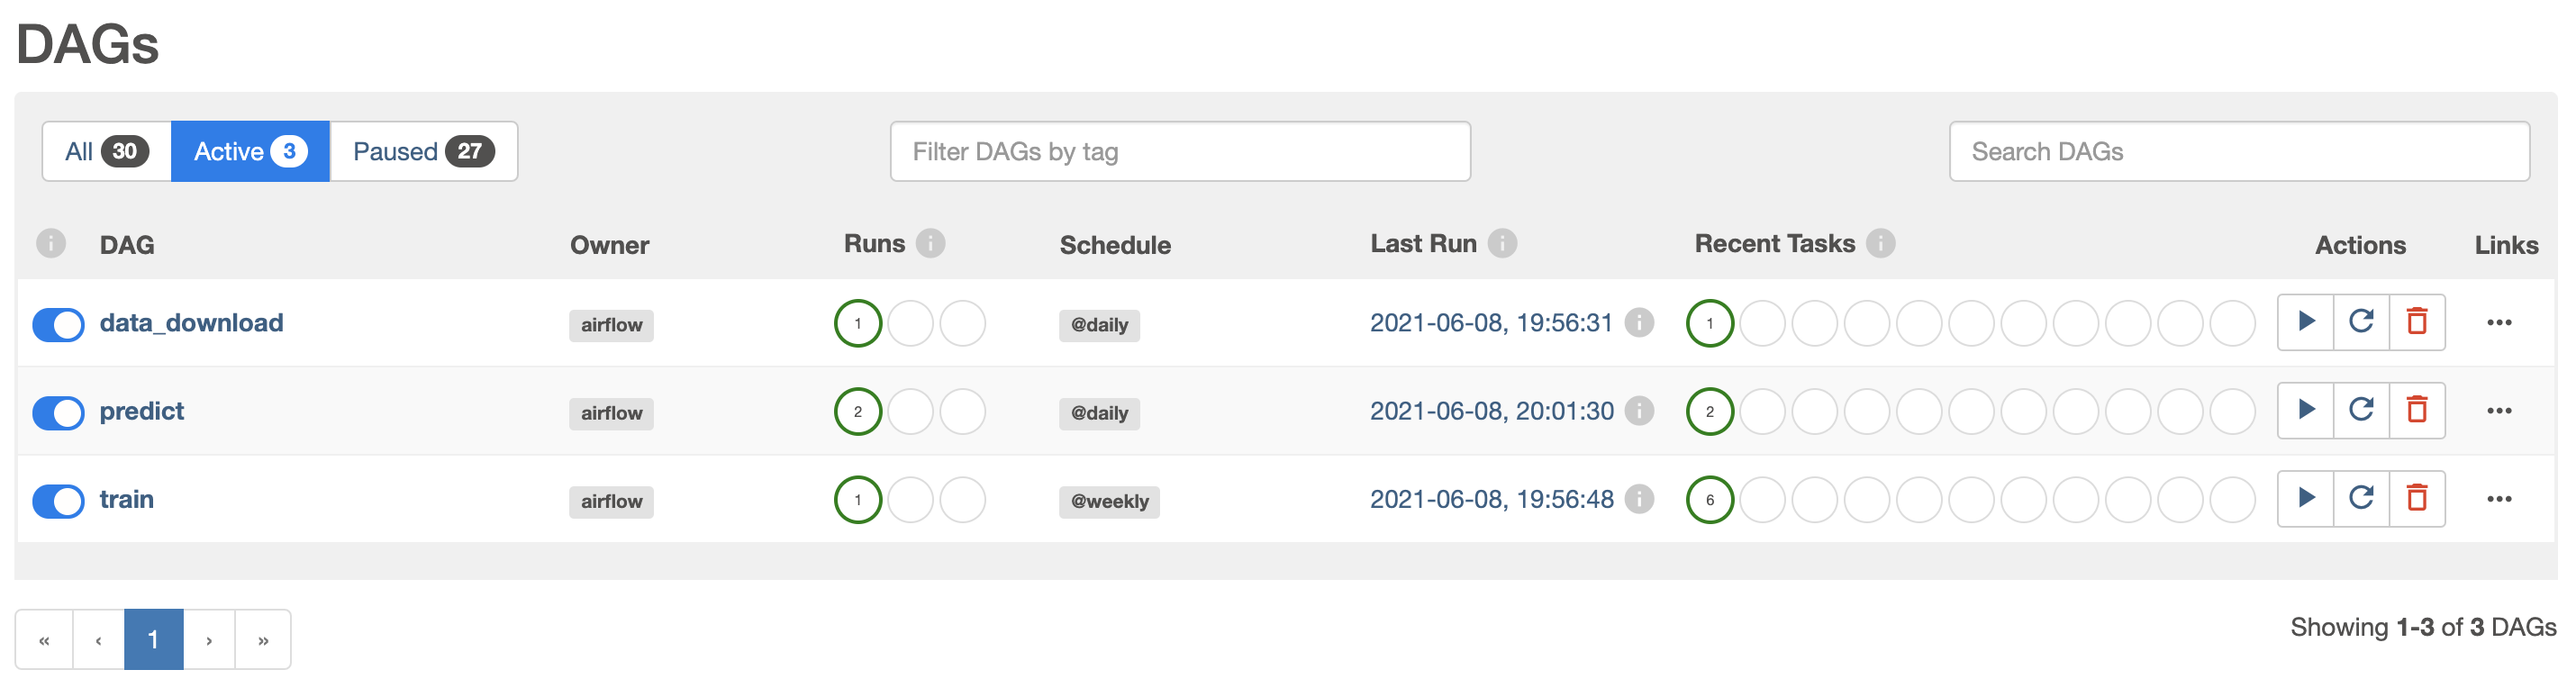 DAGs
All 30 Active 3 Paused 27 Filter DAGs by tag Search DAGs
DAG Owner Runs Schedule Last Run Recent Tasks Actions Links
data_download airflow 1 @daily 2021-06-08, 19:56:31 1
predict airflow 2 @daily 2021-06-08, 20:01:30 2
train airflow 1 @weekly 2021-06-08, 19:56:48 6
« ‹ 1 › » Showing 1-3 of 3 DAGs